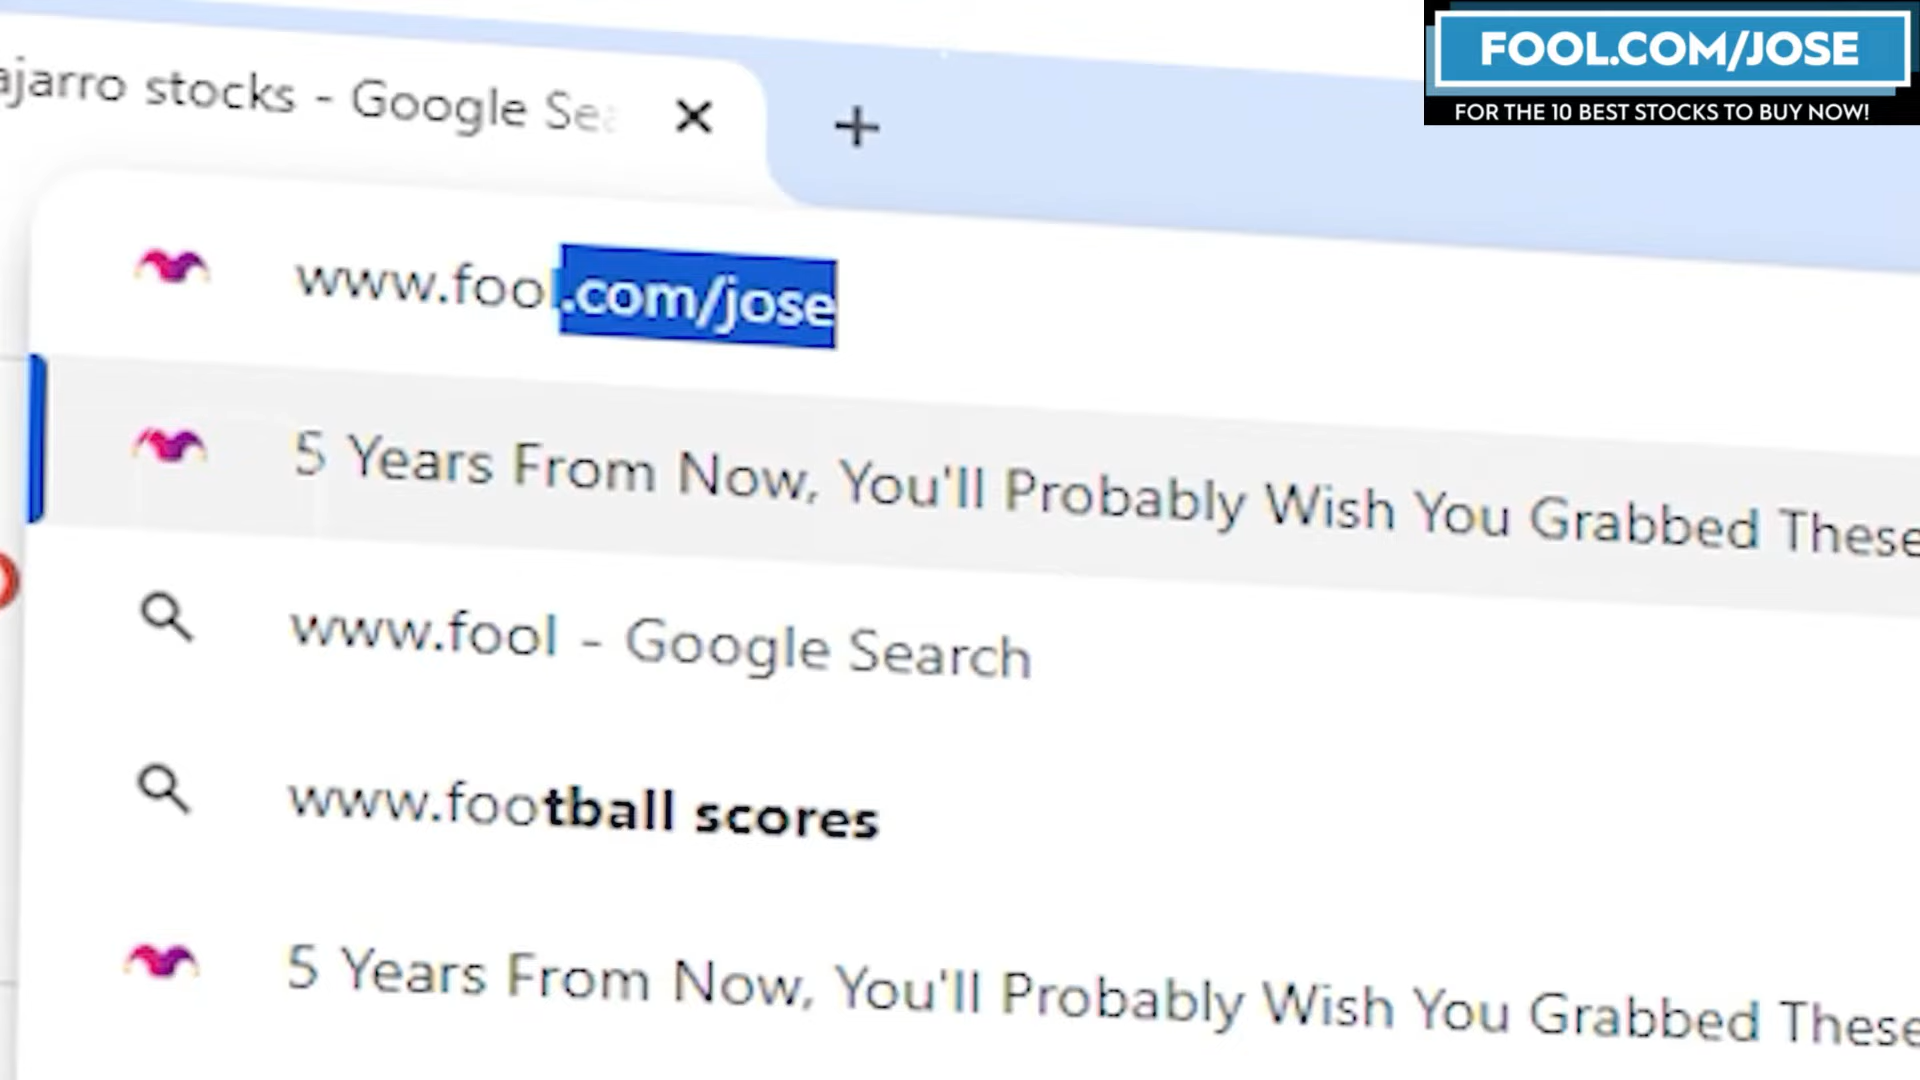 FOOL.COM/JOSE
FOR THE 10 BEST STOCKS TO BUY NOW!
ajarro stocks - Google Sea
www.fool.com/jose
5 Years From Now, You'll Probably Wish You Grabbed These
www.fool - Google Search
www.football scores
5 Years From Now, You'll Probably Wish You Grabbed These